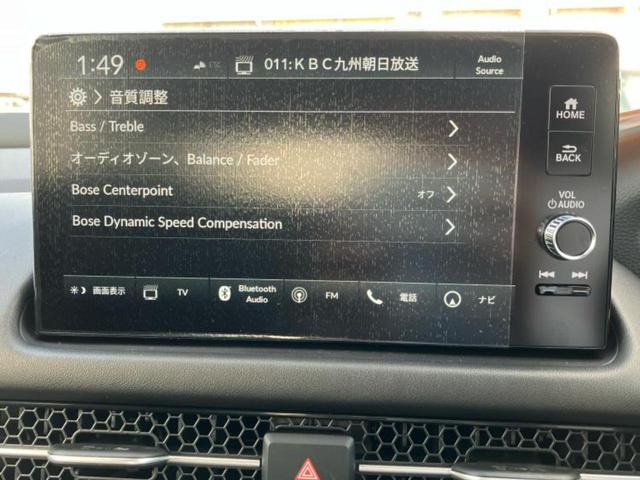 1:49 ETC 011:KBC九州朝日放送 Audio Source
音質調整
Bass / Treble
オーディオゾーン、Balance / Fader
Bose Centerpoint オフ
Bose Dynamic Speed Compensation
画面表示 TV Bluetooth Audio FM 電話 ナビ
HOME
BACK
VOL
AUDIO